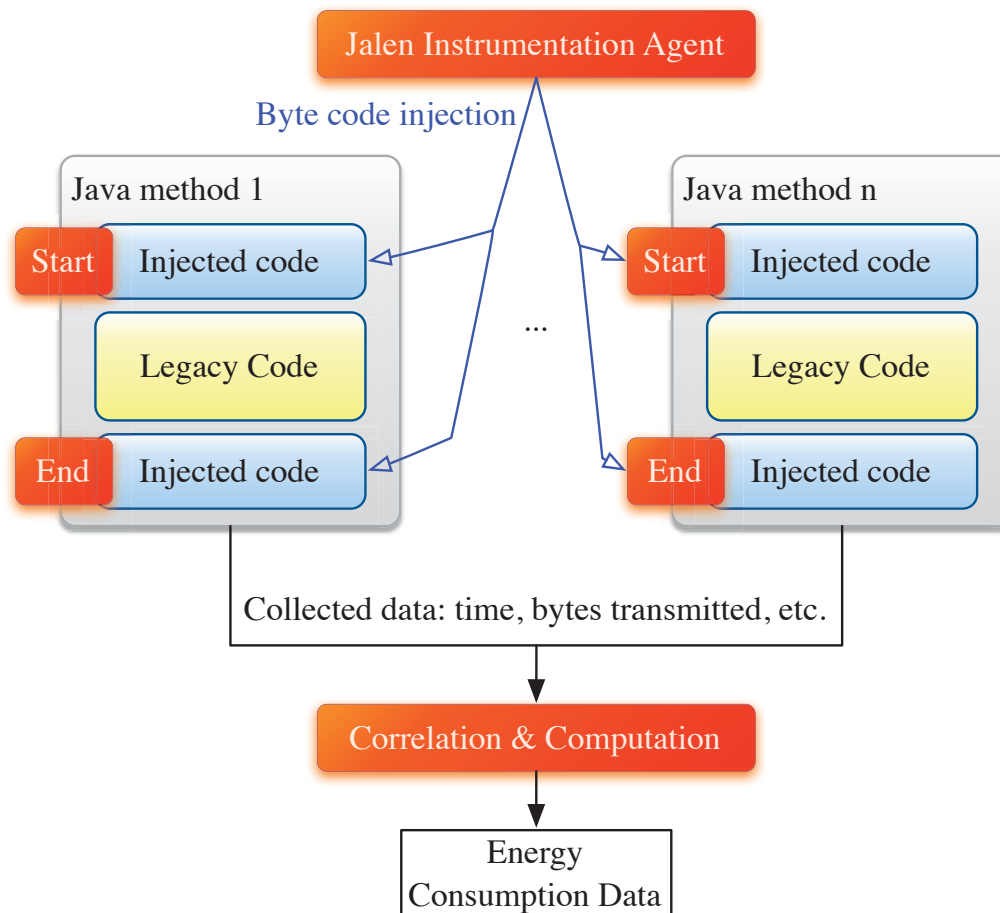 Jalen Instrumentation Agent
Byte code injection
Java method 1
Start
Injected code
Legacy Code
End
Injected code
...
Java method n
Start
Injected code
Legacy Code
End
Injected code
Collected data: time, bytes transmitted, etc.
Correlation & Computation
Energy
Consumption Data